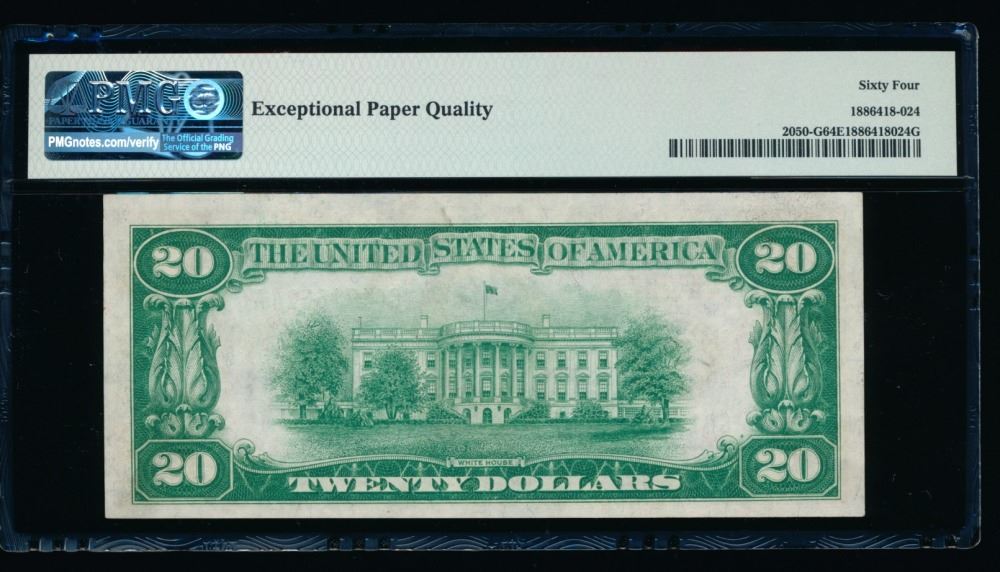 PMG
PAPER MONEY GUARANTY
PMGnotes.com/verify
The Official Grading
Service of the PNG
Exceptional Paper Quality
Sixty Four
1886418-024
2050-G64E1886418024G
20
THE UNITED STATES OF AMERICA
20
20
WHITE HOUSE
TWENTY DOLLARS
20